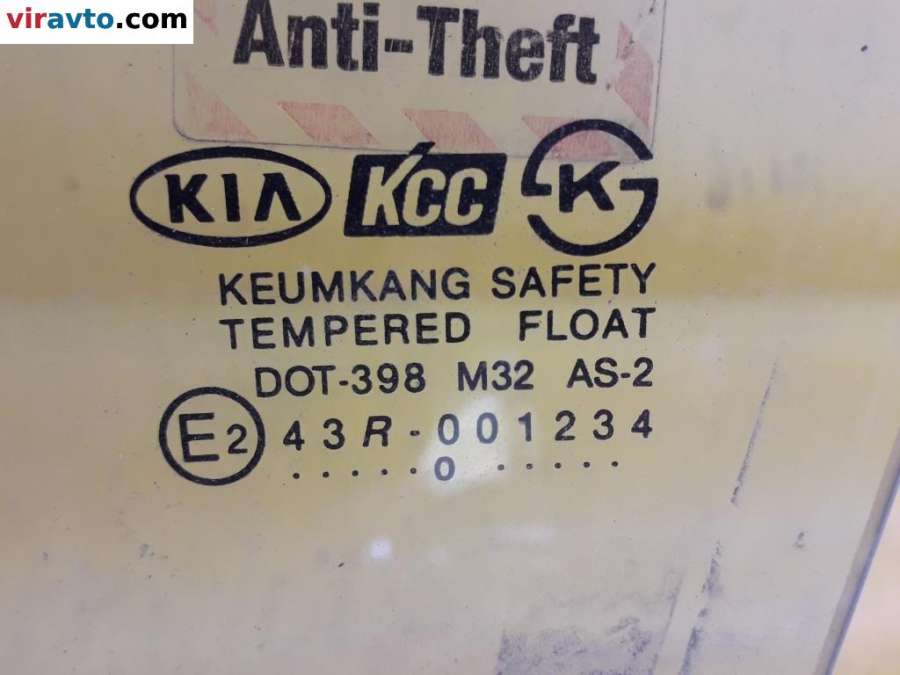 viravto.com
Anti-Theft
KIA KCC K
KEUMKANG SAFETY
TEMPERED FLOAT
DOT-398 M32 AS-2
E2 43R-001234
.....0......